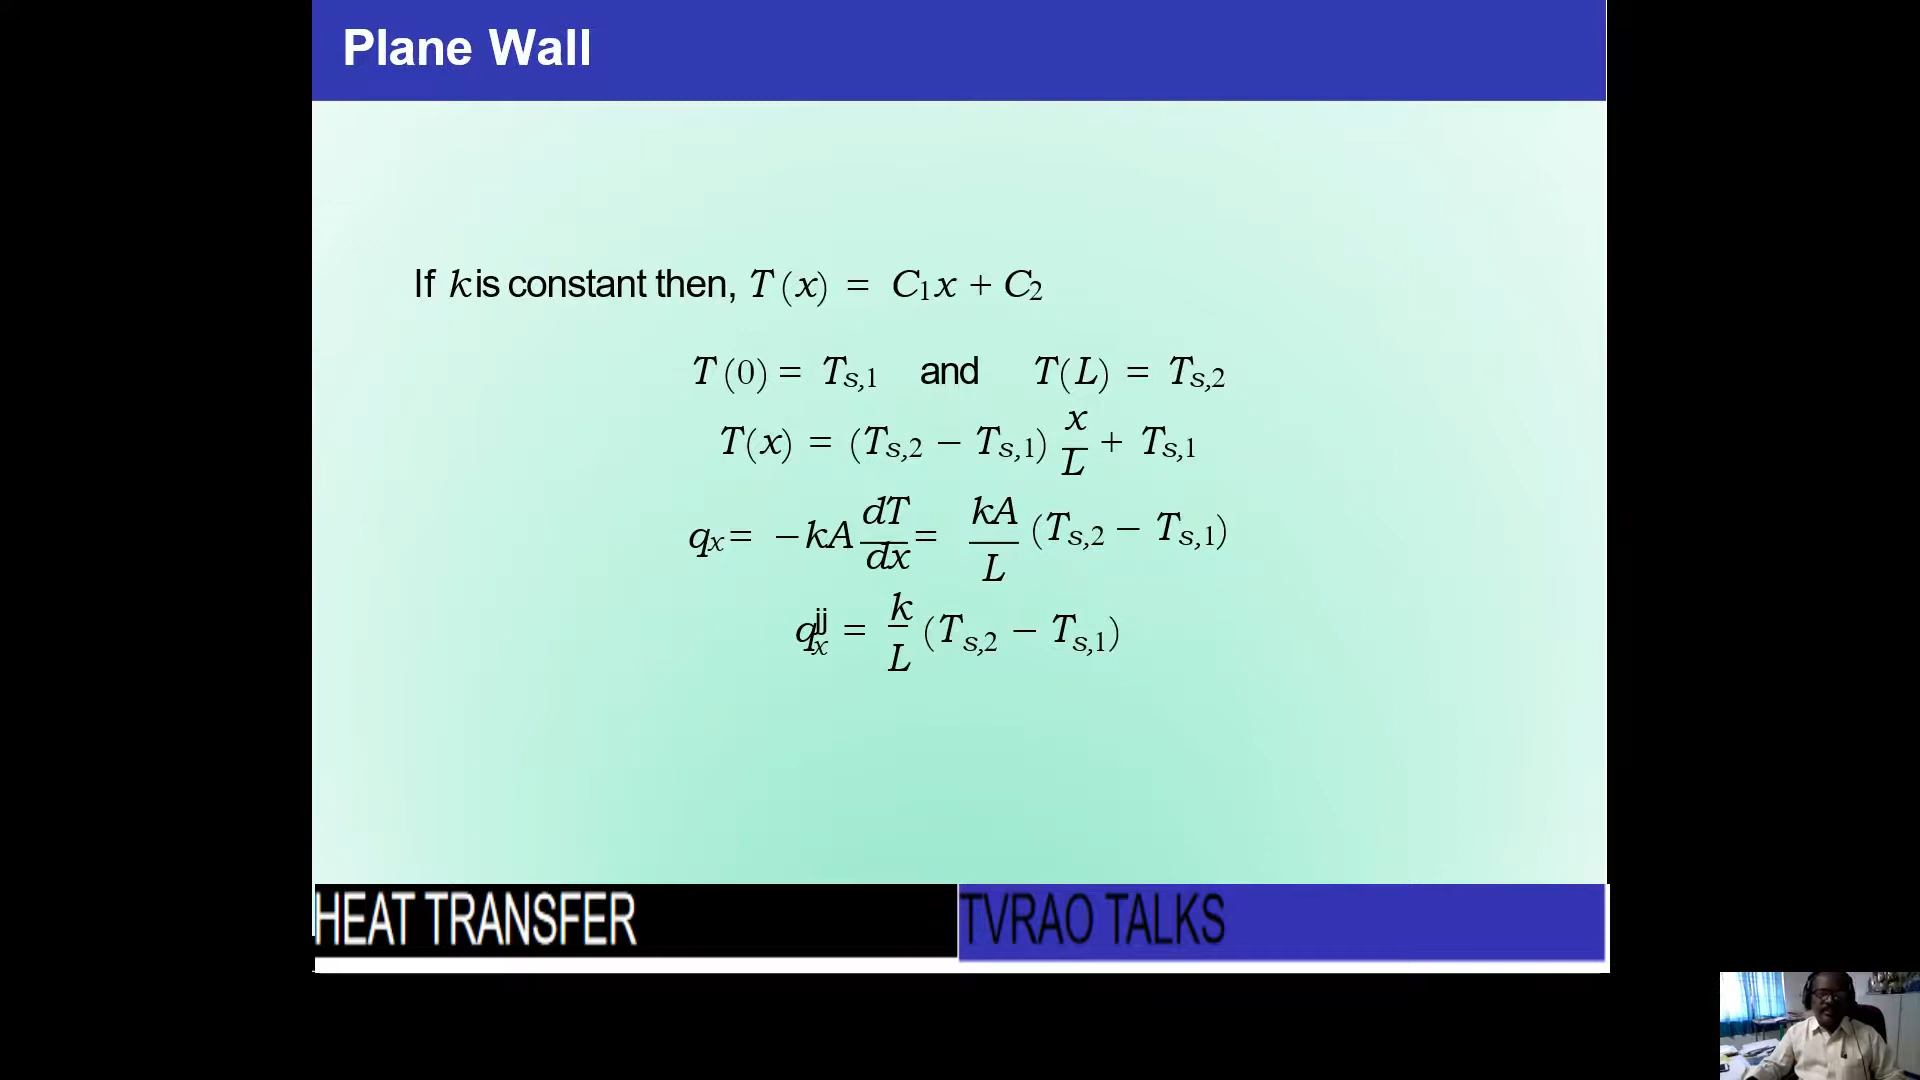 Plane Wall
If k is constant then, T(x) = C₁x + C₂
T(0) = Tₛ,₁ and T(L) = Tₛ,₂
T(x) = (Tₛ,₂ − Tₛ,₁) x/L + Tₛ,₁
qₓ = −kA dT/dx = kA/L (Tₛ,₂ − Tₛ,₁)
qₓʲʲ = k/L (Tₛ,₂ − Tₛ,₁)
HEAT TRANSFER
TVRAO TALKS